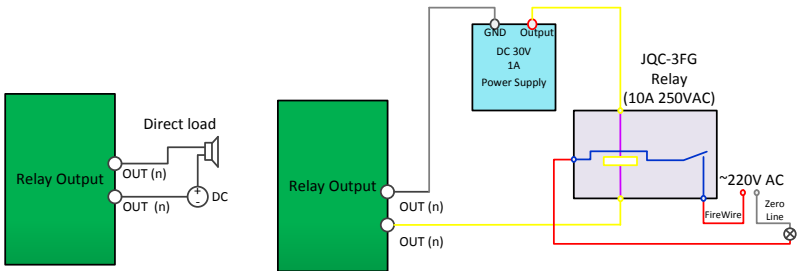 Direct load
Relay Output
OUT (n)
OUT (n)
+
-
DC
GND
Output
DC 30V
1A
Power Supply
JQC-3FG
Relay
(10A 250VAC)
Relay Output
OUT (n)
OUT (n)
~220V AC
FireWire
Zero
Line